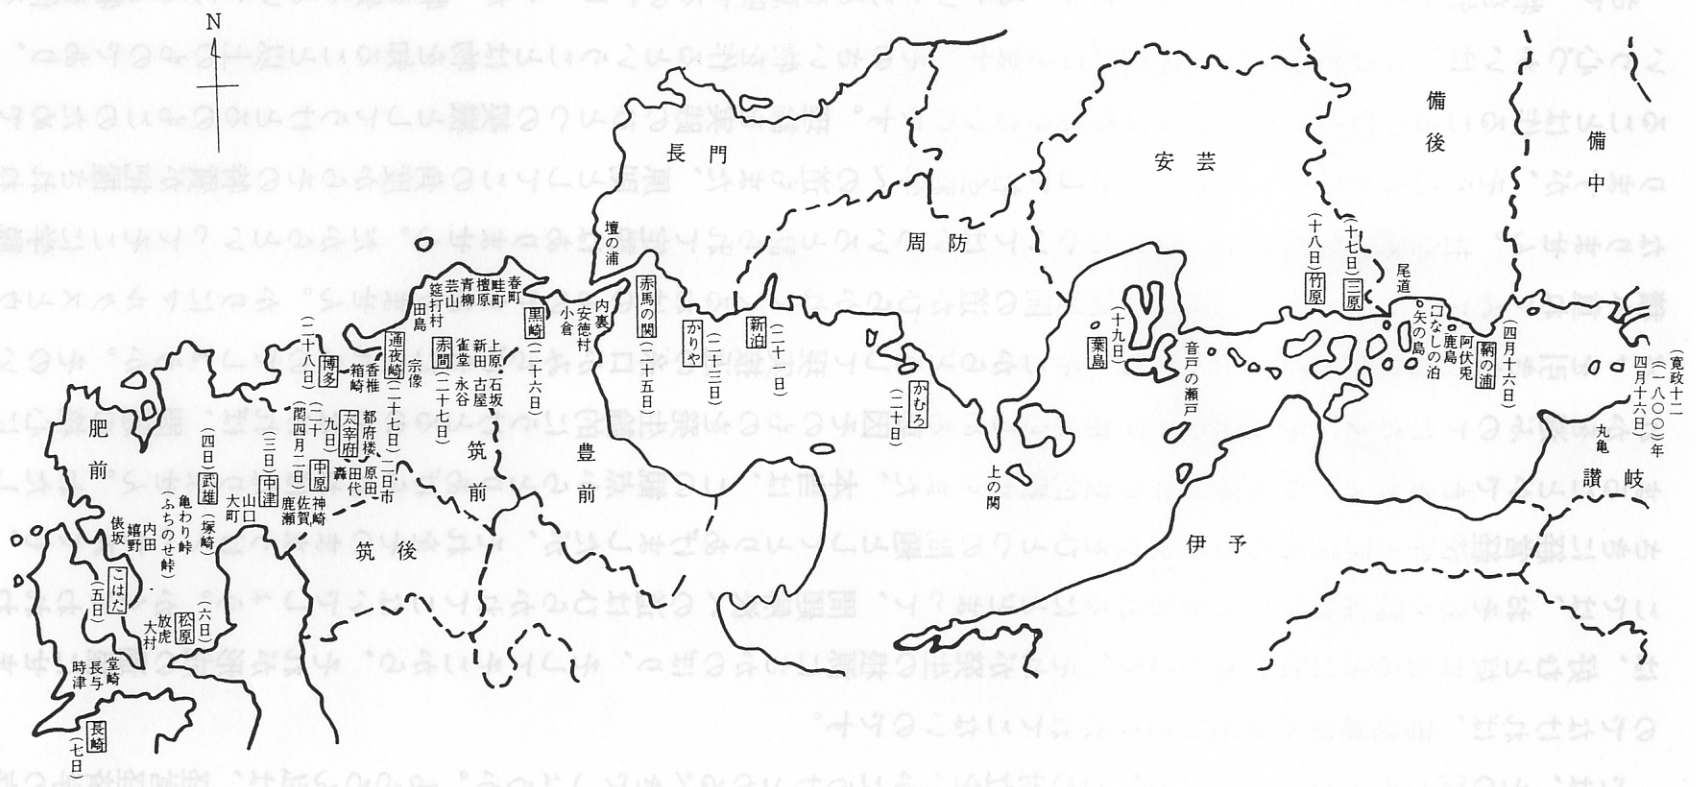 N
備中
備後
安芸
長門
周防
讃岐
伊予
豊前
筑前
筑後
肥前
(寛政十二(一八〇〇)年四月十六日)
丸亀
鞆の浦
(四月十六日)
阿伏兎
鹿島
口なしの泊
矢の島
尾道
三原
(十七日)
竹原
(十八日)
音戸の瀬戸
葉島
(十九日)
上の関
かむろ
(二十日)
新泊
(二十一日)
かりや
(二十三日)
赤馬の関
(二十五日)
壇の浦
内裏
安徳村
小倉
黒崎
(二十六日)
春町
畦町
檀原
青柳
芸山
筵打村
田島
上原
石坂
新田
古屋
雀堂
永谷
赤間
(二十七日)
宗像
通夜崎
香椎
箱崎
博多
(二十八日)
二日市
都府楼
太宰府
(二十九日)
原田
田代
轟
中原
(閏四月二日)
神崎
佐賀
鹿瀬
中津
(三日)
山口
大町
武雄
(塚崎)
(四日)
亀わり峠
(ふちのせ峠)
内田
嬉野
俵坂
こはた
(五日)
松原
(六日)
放虎
大村
堂崎
長与
時津
長崎
(七日)